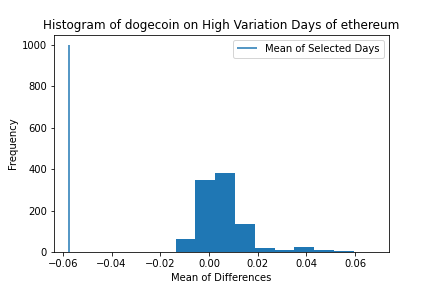 Histogram of dogecoin on High Variation Days of ethereum
Mean of Selected Days
1000
800
600
400
200
0
Frequency
−0.06 −0.04 −0.02 0.00 0.02 0.04 0.06
Mean of Differences